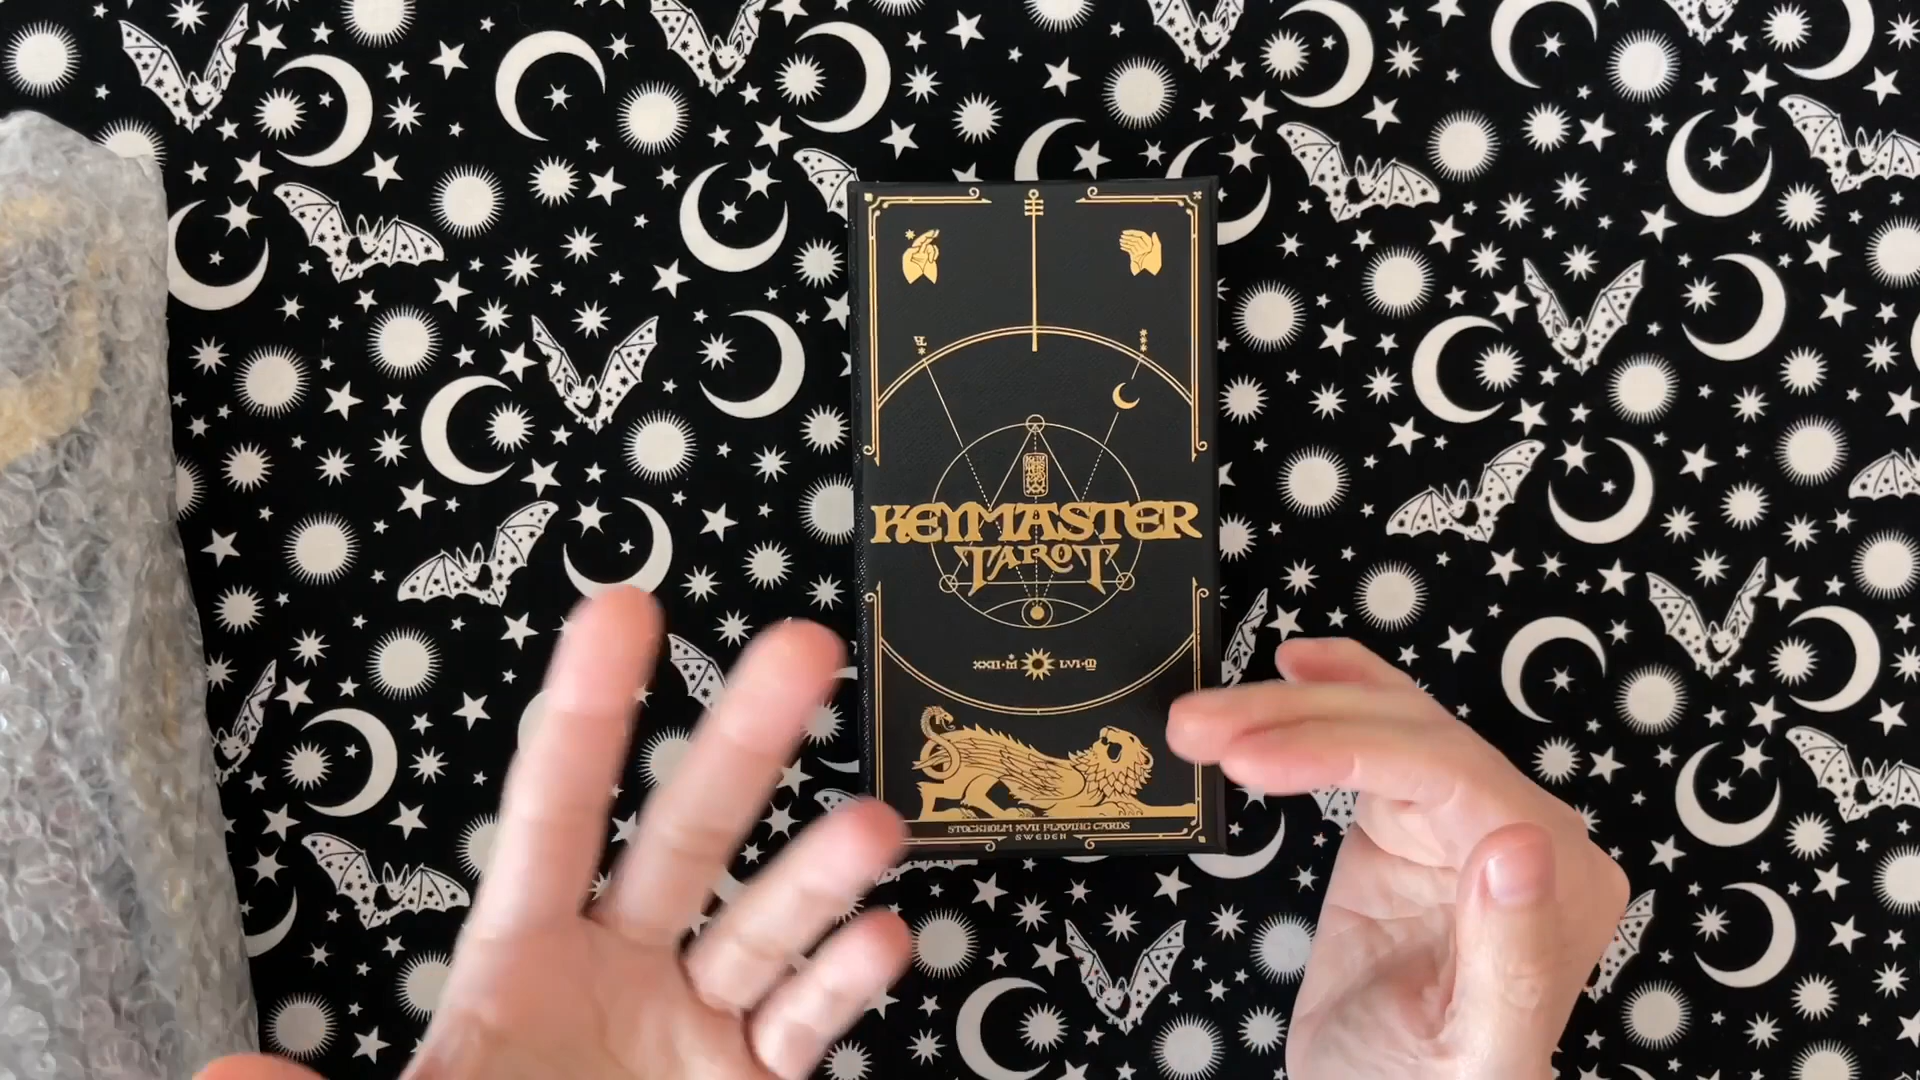 KEYMASTER
TAROT
XXII
LVI
STOCKHOLM XVII PLAYING CARDS
SWEDEN